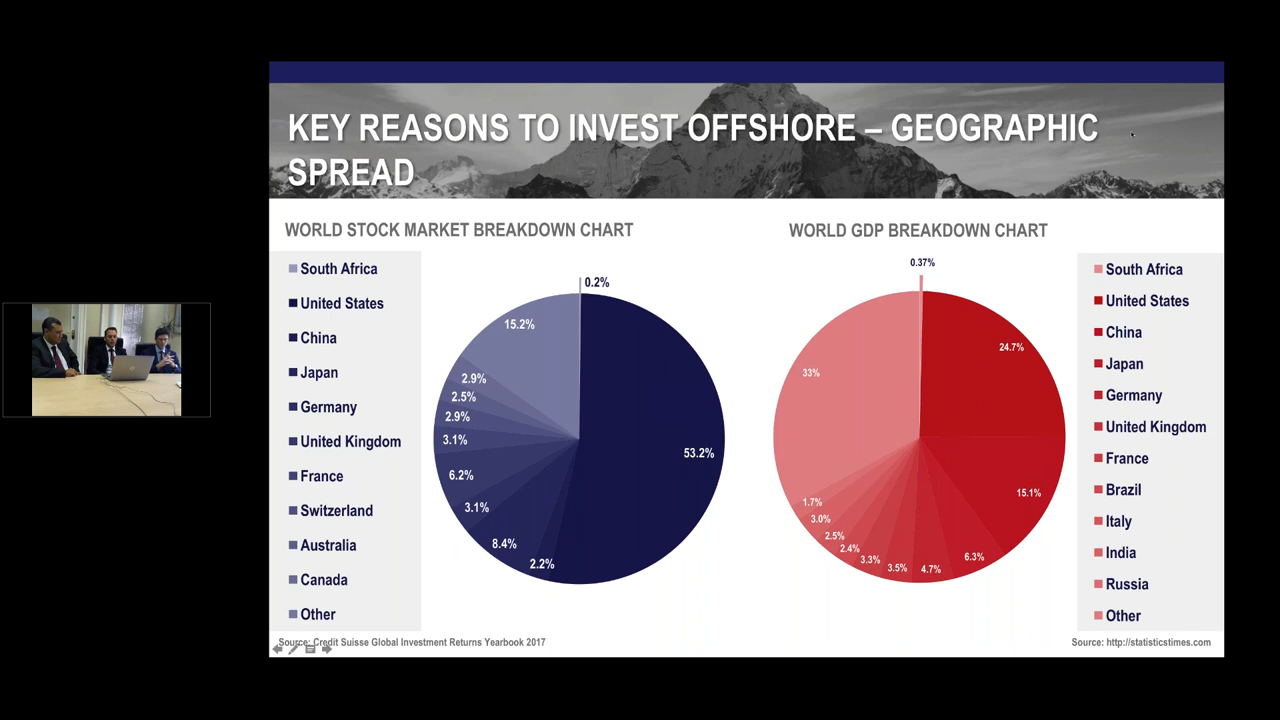 KEY REASONS TO INVEST OFFSHORE – GEOGRAPHIC
SPREAD
WORLD STOCK MARKET BREAKDOWN CHART
South Africa
United States
China
Japan
Germany
United Kingdom
France
Switzerland
Australia
Canada
Other
0.2%
53.2%
2.2%
8.4%
3.1%
6.2%
3.1%
2.9%
2.5%
2.9%
15.2%
Source: Credit Suisse Global Investment Returns Yearbook 2017
WORLD GDP BREAKDOWN CHART
0.37%
24.7%
15.1%
6.3%
4.7%
3.5%
3.3%
2.4%
2.5%
3.0%
1.7%
33%
South Africa
United States
China
Japan
Germany
United Kingdom
France
Brazil
Italy
India
Russia
Other
Source: http://statisticstimes.com